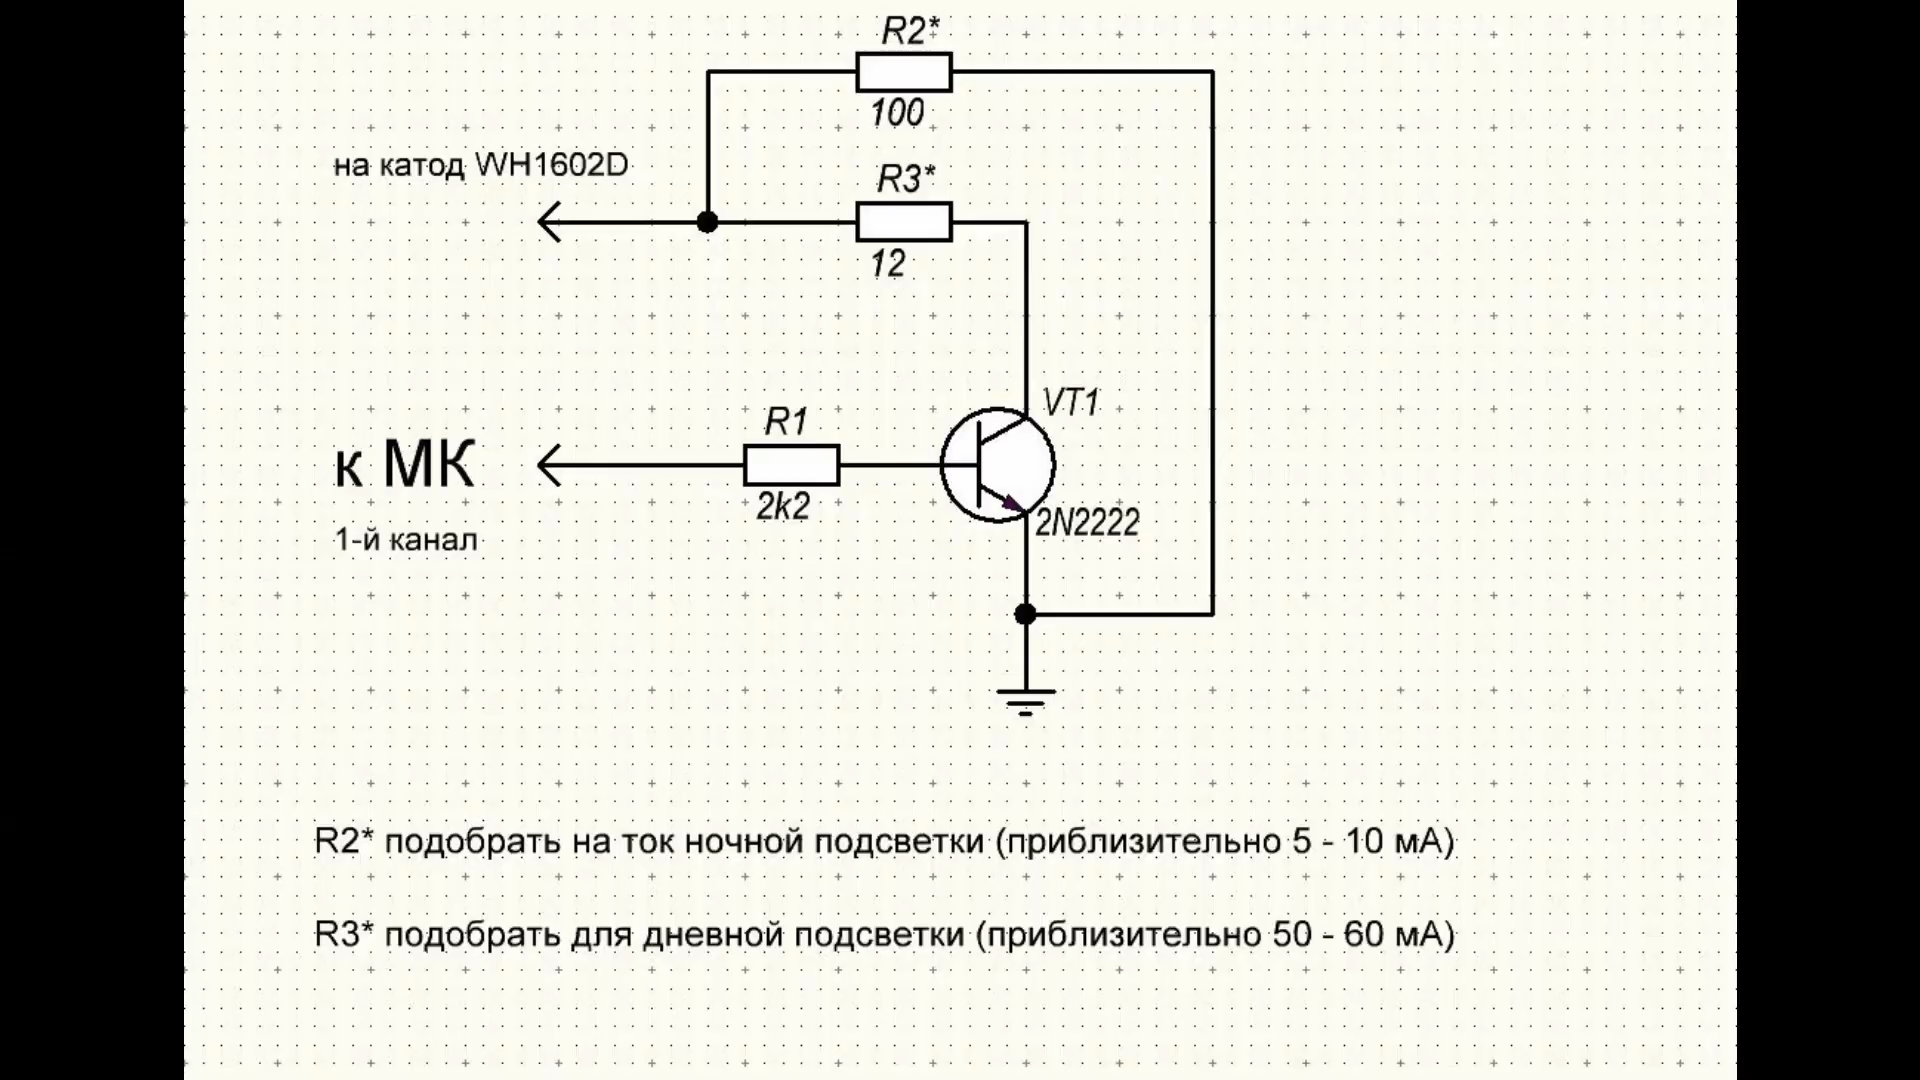 R2*
100
на катод WH1602D
R3*
12
VT1
R1
к МК
2k2
2N2222
1-й канал
R2* подобрать на ток ночной подсветки (приблизительно 5 - 10 мА)
R3* подобрать для дневной подсветки (приблизительно 50 - 60 мА)